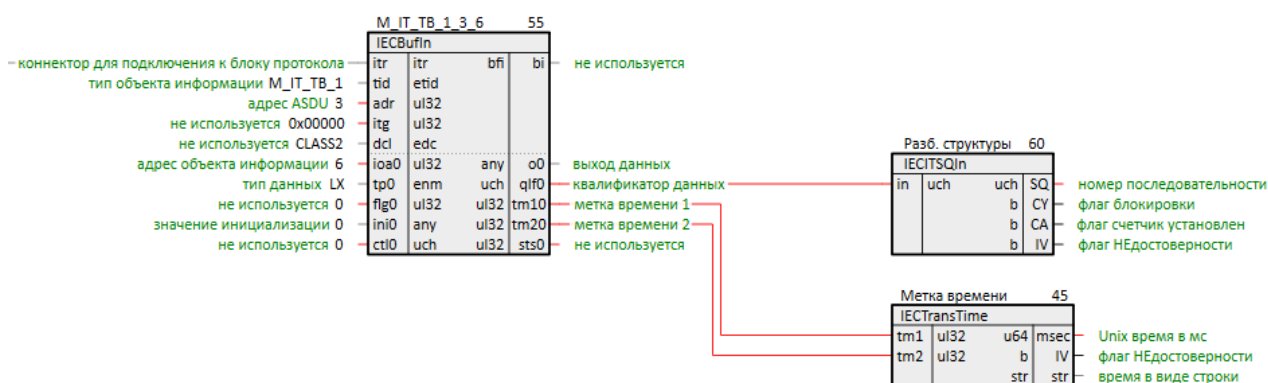 M_IT_TB_1_3_6 55
IECBufIn
коннектор для подключения к блоку протокола itr itr bfi bi не используется
тип объекта информации M_IT_TB_1 tid etid
адрес ASDU 3 adr ul32
не используется 0x00000 itg ul32
не используется CLASS2 dcl edc
адрес объекта информации 6 ioa0 ul32 any o0 выход данных
тип данных LX tp0 enm uch qlf0 квалификатор данных
не используется 0 flg0 ul32 ul32 tm10 метка времени 1
значение инициализации 0 ini0 any ul32 tm20 метка времени 2
не используется 0 ctl0 uch ul32 sts0 не используется
Разб. структуры 60
IECITSQIn
in uch uch SQ номер последовательности
b CY флаг блокировки
b CA флаг счетчик установлен
b IV флаг НЕдостоверности
Метка времени 45
IECTransTime
tm1 ul32 u64 msec Unix время в мс
tm2 ul32 b IV флаг НЕдостоверности
str str время в виде строки